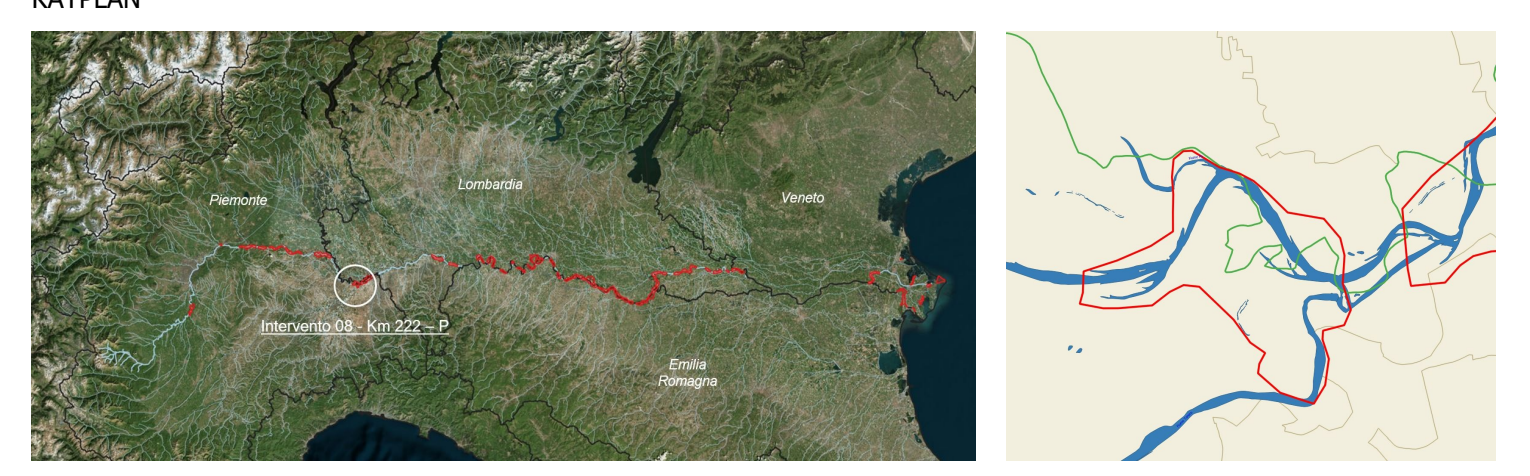 KAYPLAN
Piemonte
Lombardia
Veneto
Intervento 08 - Km 222 – P
Emilia
Romagna